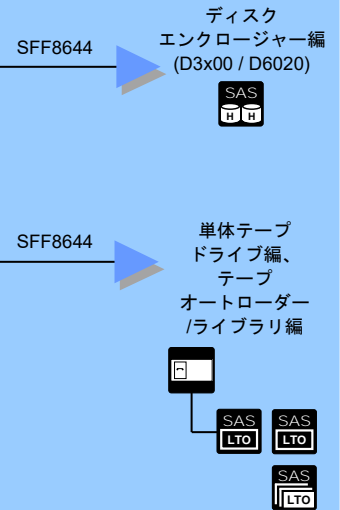 SFF8644
ディスク
エンクロージャー編
(D3x00 / D6020)
SAS
H H
SFF8644
単体テープ
ドライブ編、
テープ
オートローダー
/ライブラリ編
SAS
LTO
SAS
LTO
SAS
LTO